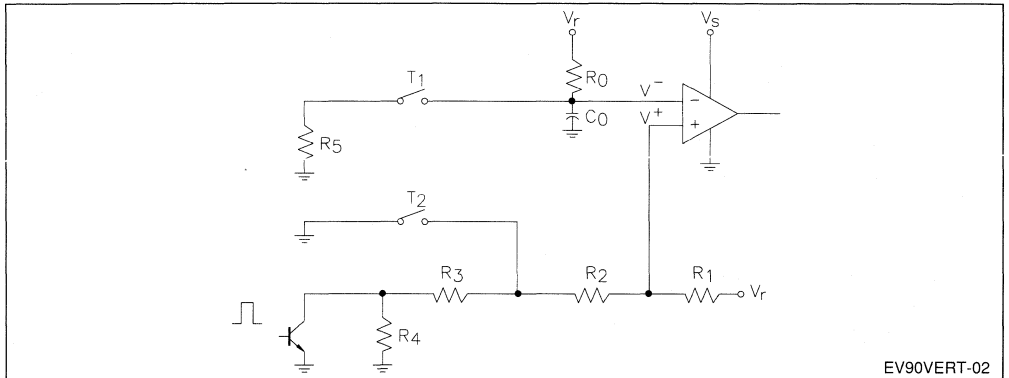 Vr
VS
T1
R0
V−
−
C0
V+
+
R5
T2
R3
R2
R1
Vr
R4
EV90VERT-02